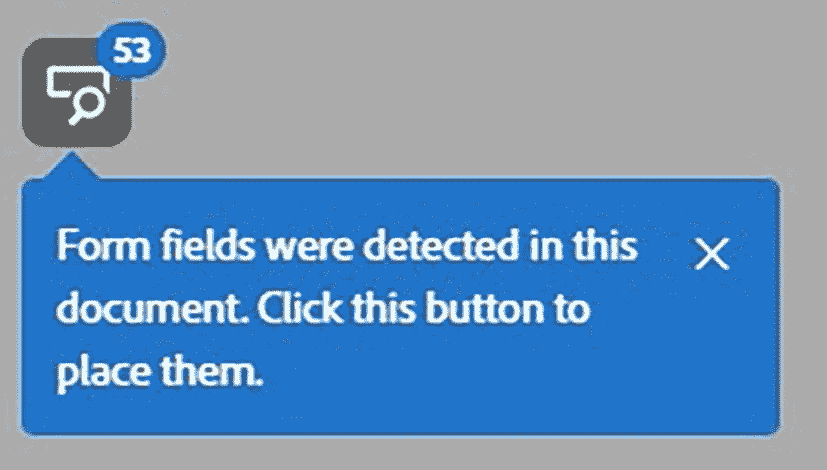 53
Form fields were detected in this
document. Click this button to
place them.